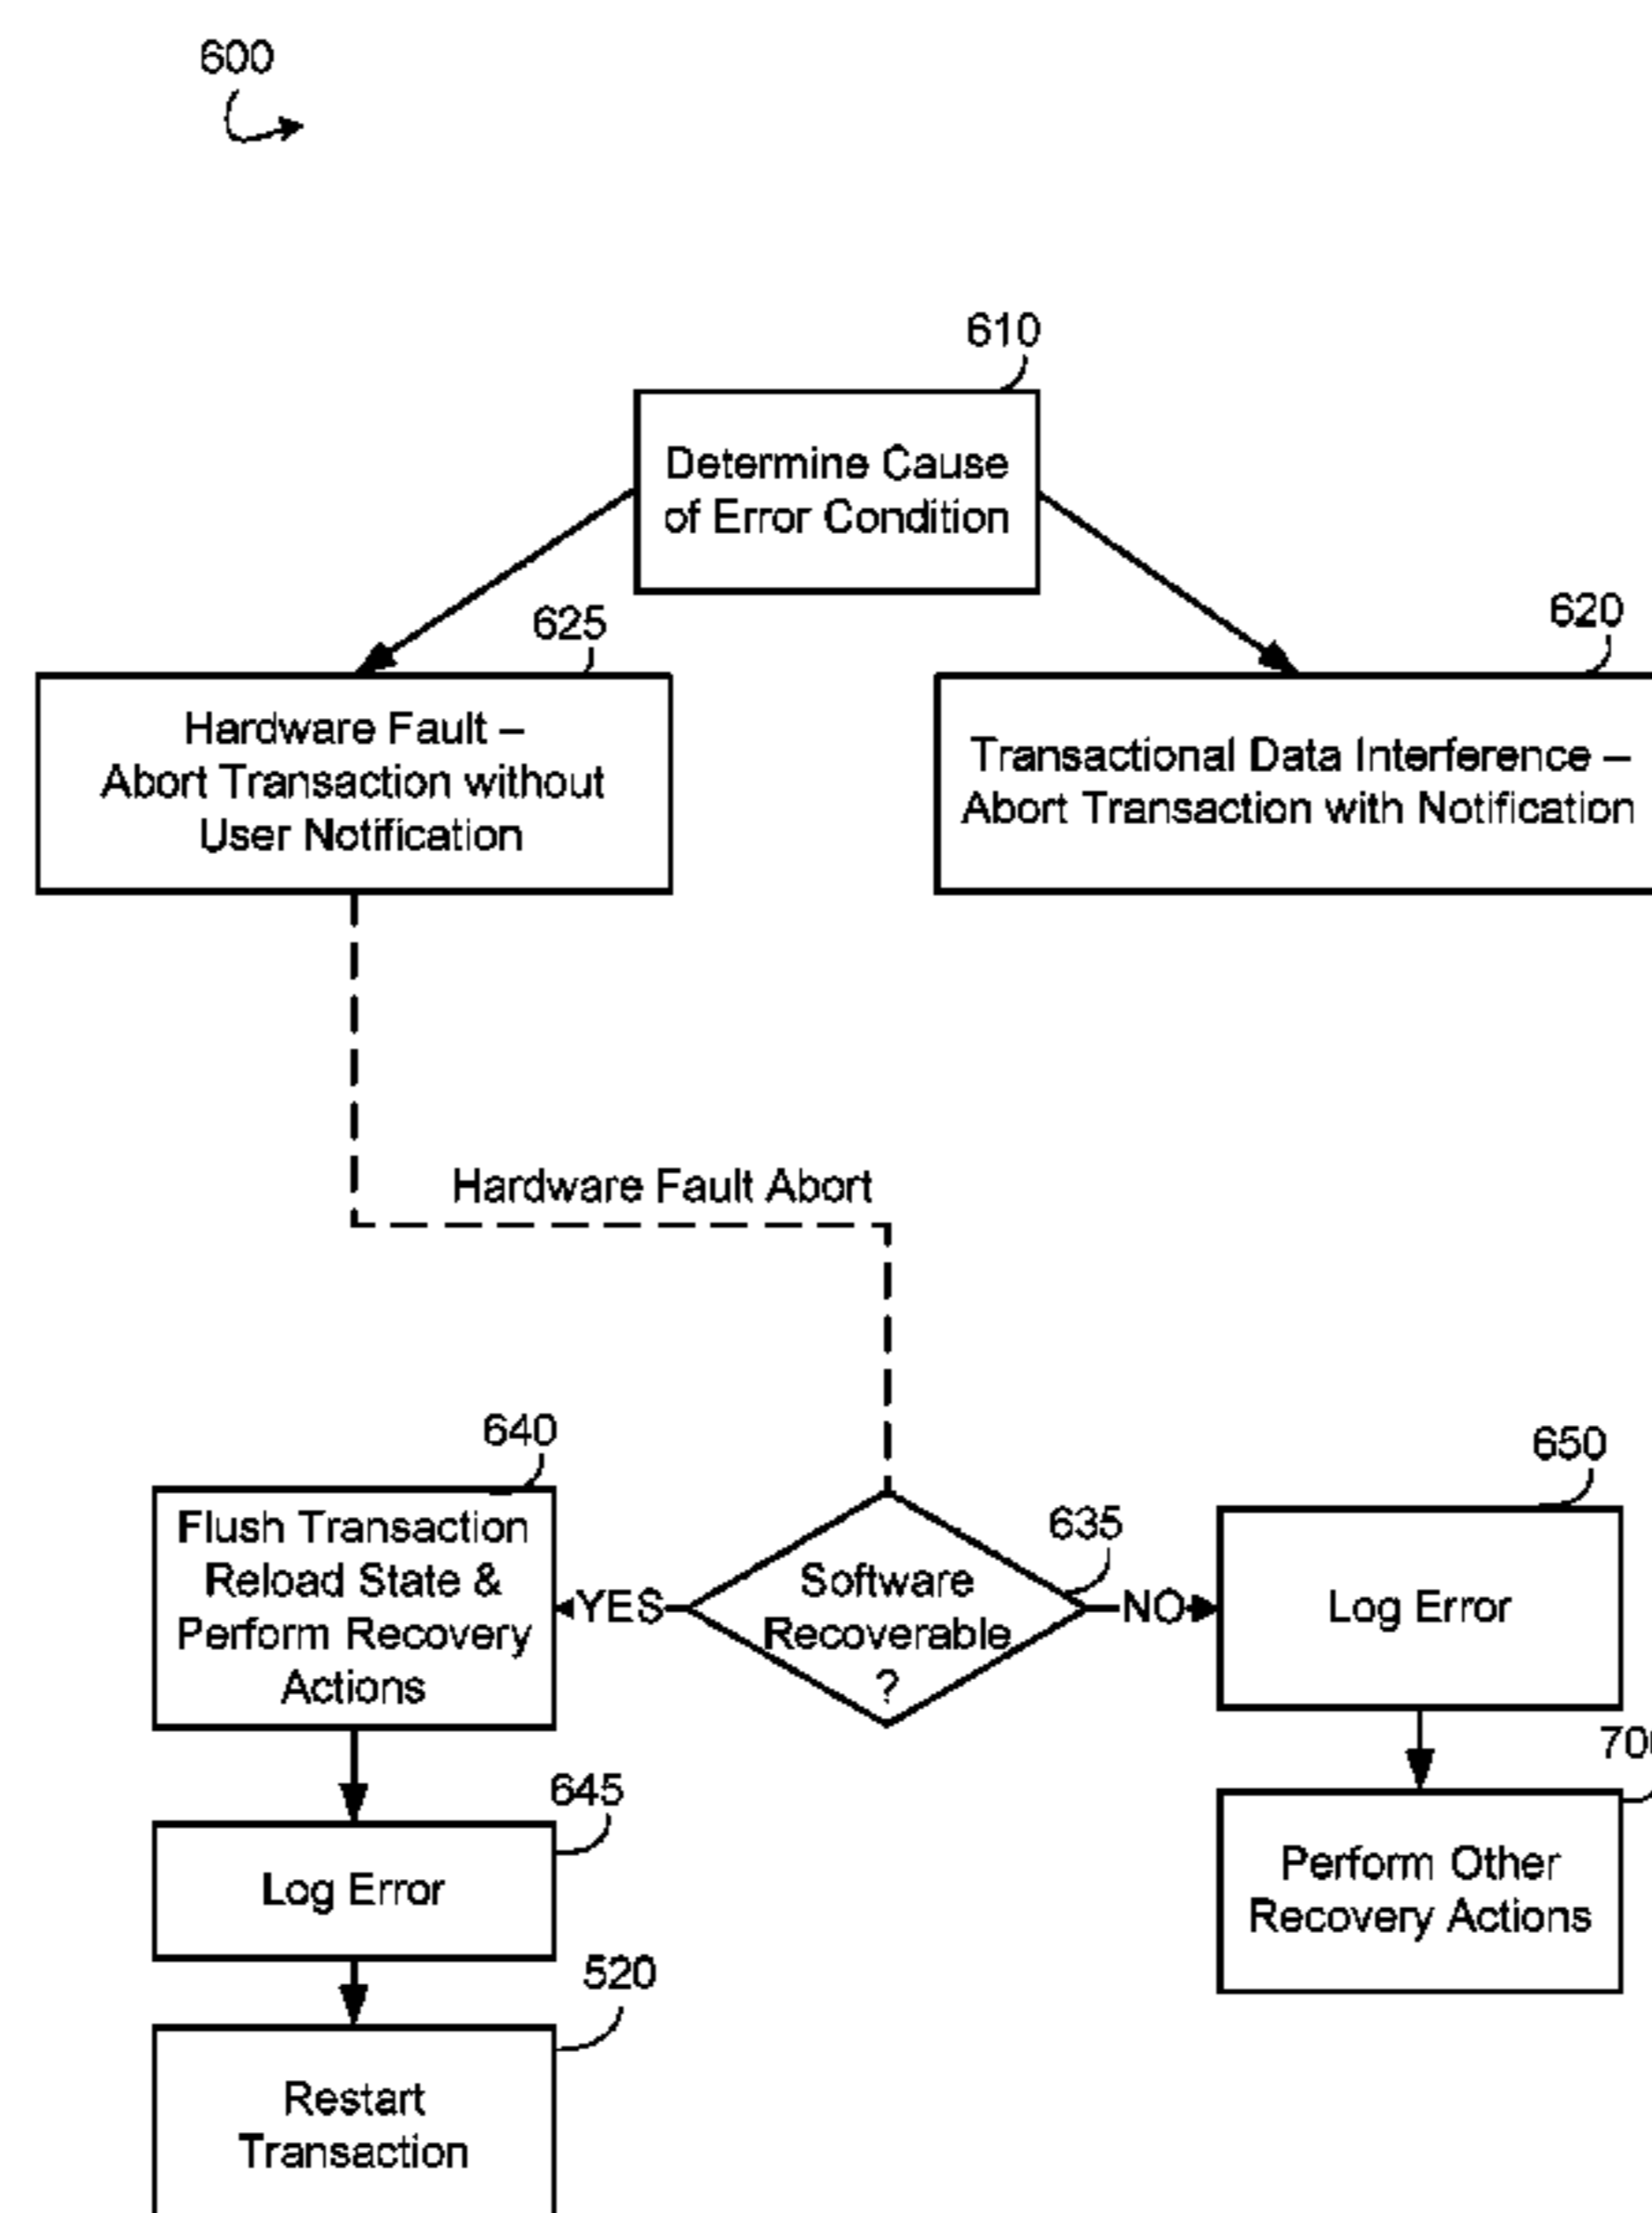 600
610
Determine Cause
of Error Condition
625
620
Hardware Fault –
Abort Transaction without
User Notification
Transactional Data Interference –
Abort Transaction with Notification
Hardware Fault Abort
640
650
Flush Transaction
Reload State &
Perform Recovery
Actions
635
Software
Recoverable
?
YES
NO
Log Error
645
Log Error
Perform Other
Recovery Actions
520
Restart
Transaction